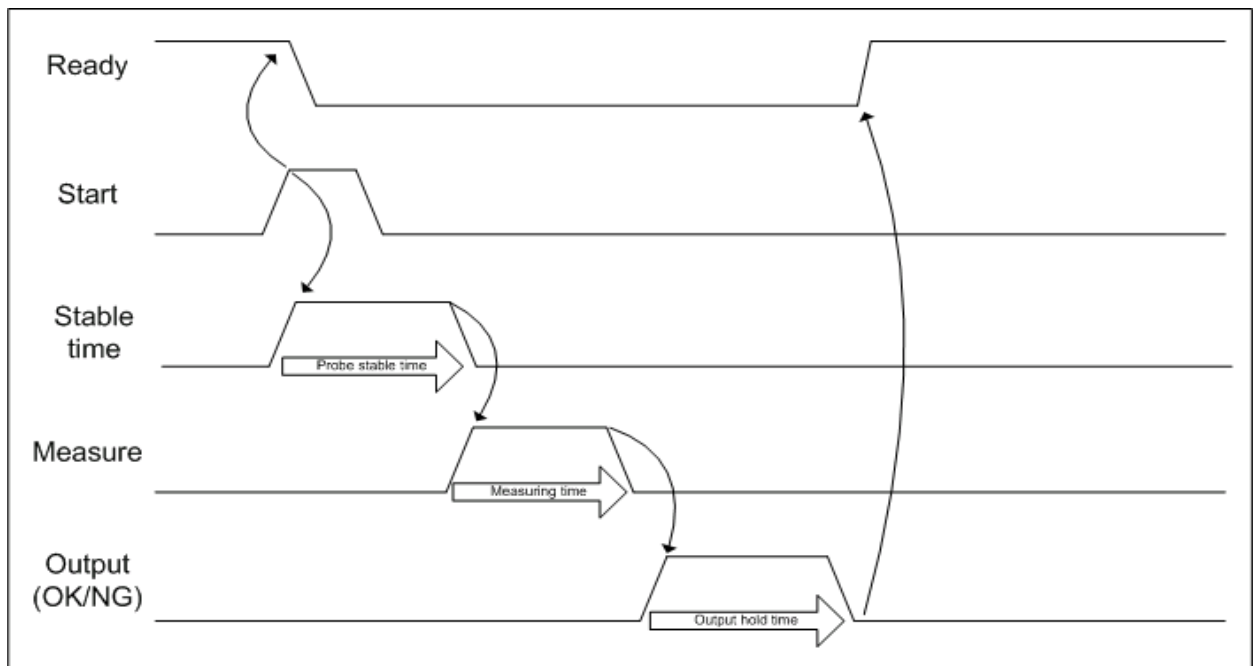 Ready
Start
Stable
time
Probe stable time
Measure
Measuring time
Output
(OK/NG)
Output hold time